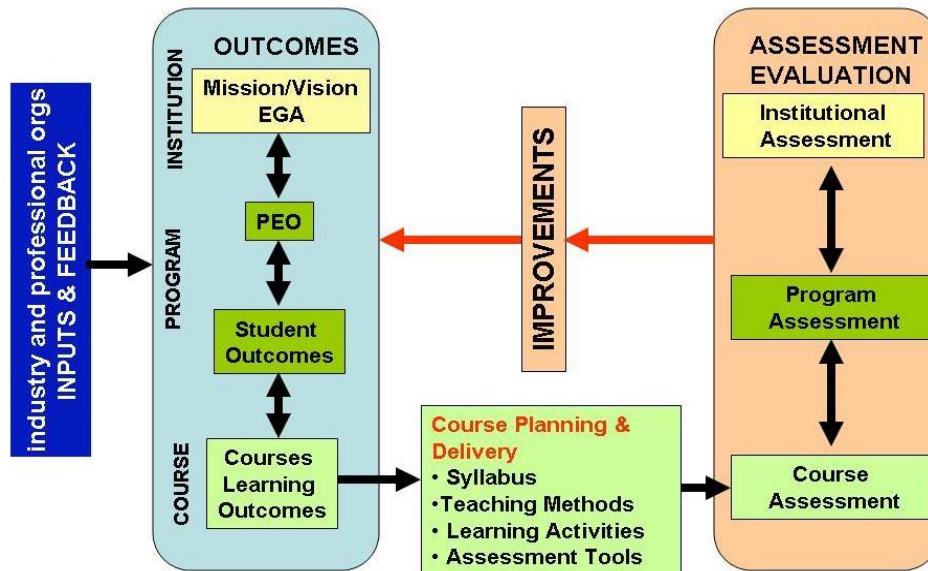 industry and professional orgs
INPUTS & FEEDBACK
OUTCOMES
INSTITUTION
Mission/Vision
EGA
PROGRAM
PEO
Student
Outcomes
COURSE
Courses
Learning
Outcomes
IMPROVEMENTS
Course Planning &
Delivery
• Syllabus
•Teaching Methods
• Learning Activities
• Assessment Tools
ASSESSMENT
EVALUATION
Institutional
Assessment
Program
Assessment
Course
Assessment